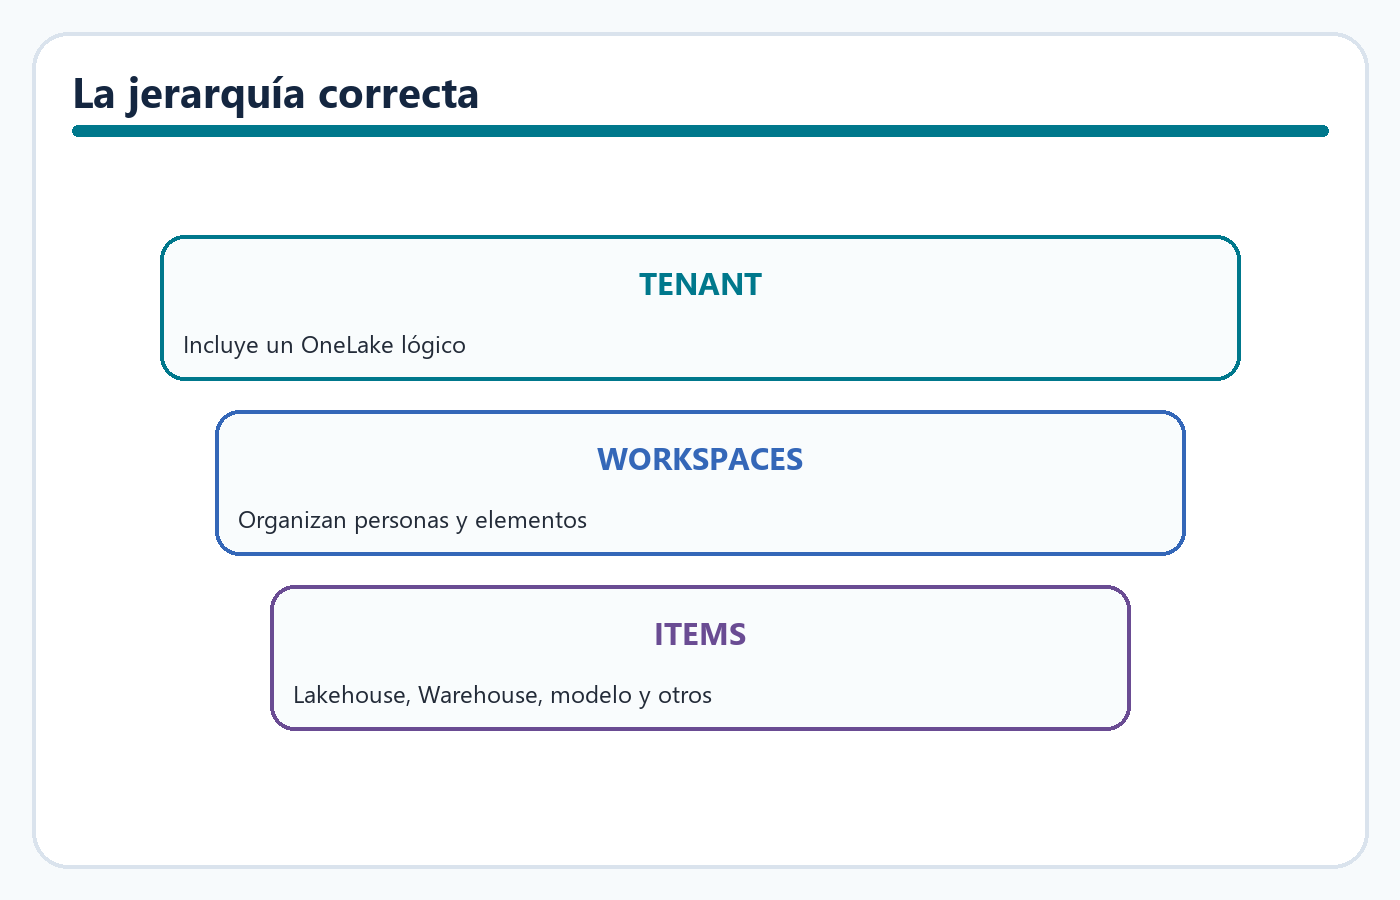 La jerarquía correcta
TENANT
Incluye un OneLake lógico
WORKSPACES
Organizan personas y elementos
ITEMS
Lakehouse, Warehouse, modelo y otros